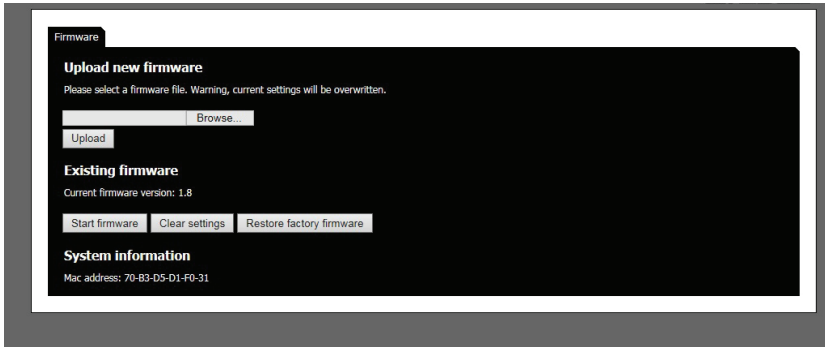 Firmware
Upload new firmware
Please select a firmware file. Warning, current settings will be overwritten.
Browse...
Upload
Existing firmware
Current firmware version: 1.8
Start firmware Clear settings Restore factory firmware
System information
Mac address: 70-B3-D5-D1-F0-31